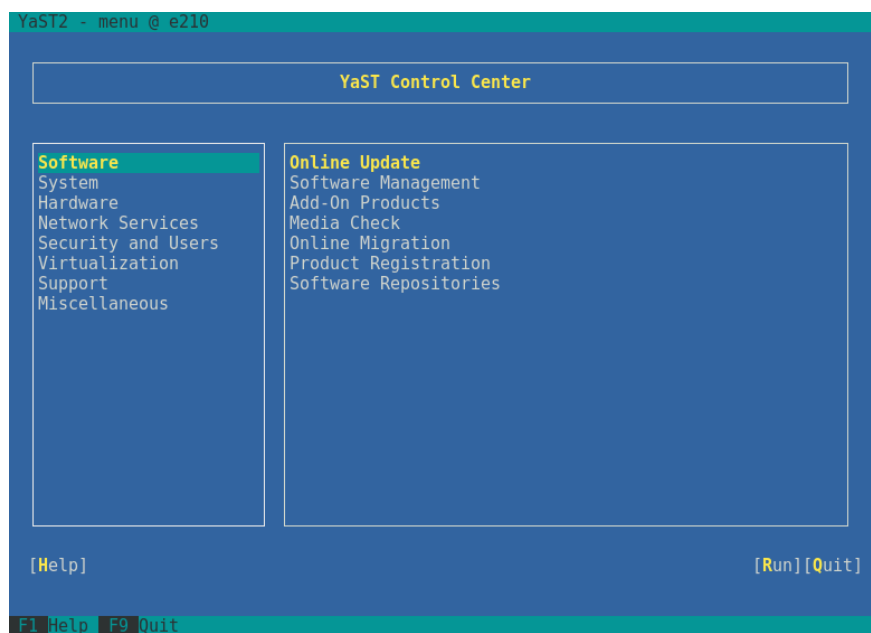 YaST2 - menu @ e210
YaST Control Center
Software
System
Hardware
Network Services
Security and Users
Virtualization
Support
Miscellaneous
Online Update
Software Management
Add-On Products
Media Check
Online Migration
Product Registration
Software Repositories
[Help] [Run][Quit]
F1 Help F9 Quit